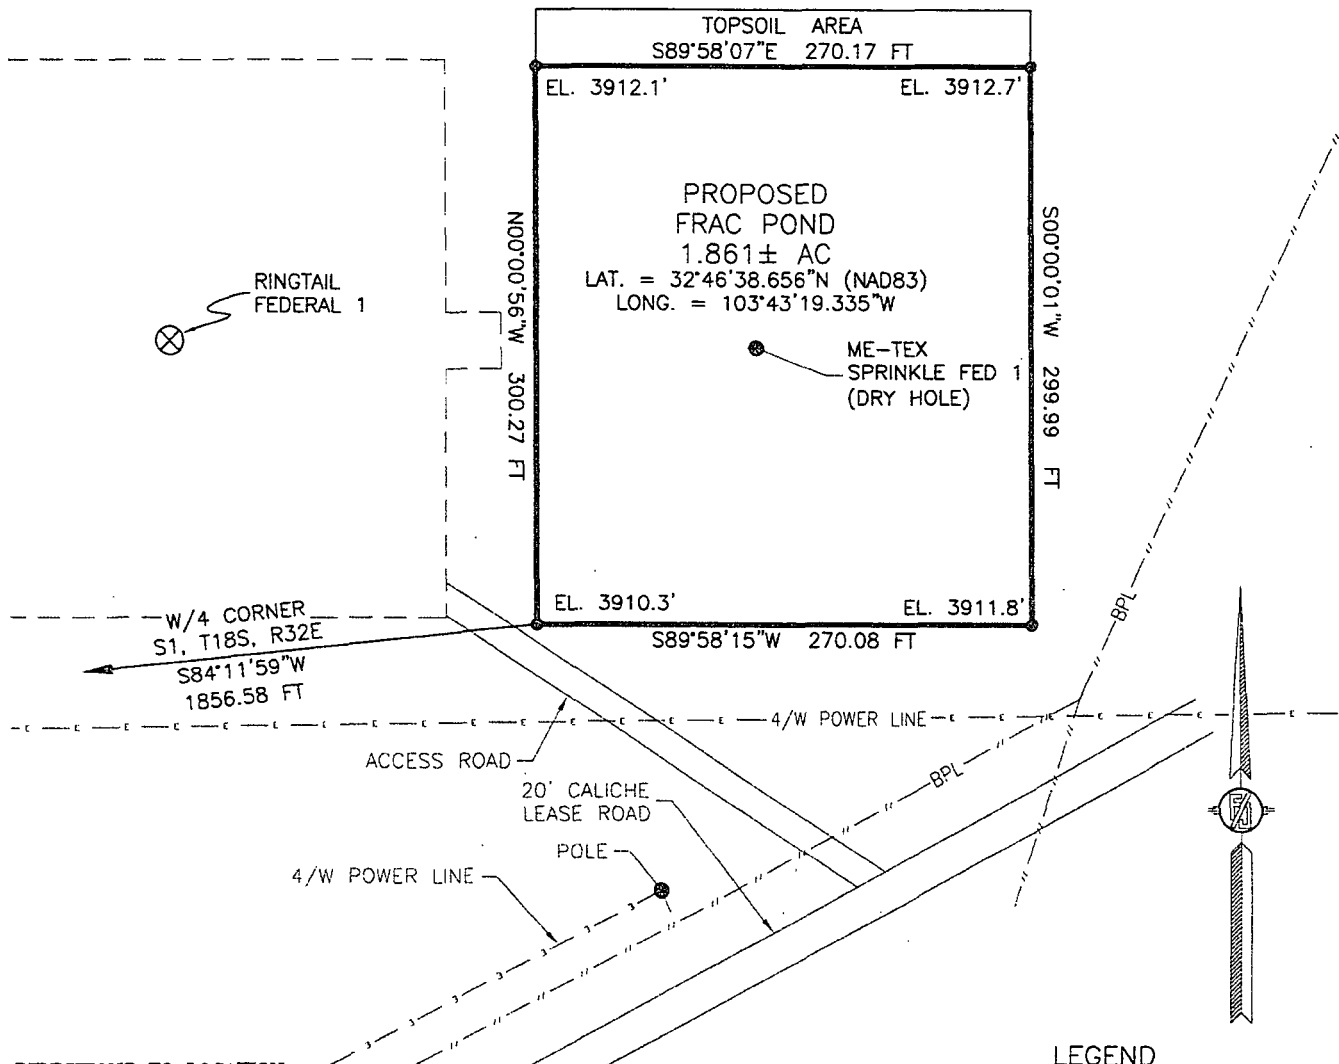 TOPSOIL AREA
S89°58'07"E 270.17 FT
EL. 3912.1'
EL. 3912.7'
PROPOSED
FRAC POND
1.861± AC
LAT. = 32°46'38.656"N (NAD83)
LONG. = 103°43'19.335"W
N00°00'56"W 300.27 FT
S00°00'01"W 299.99 FT
RINGTAIL
FEDERAL 1
ME-TEX
SPRINKLE FED 1
(DRY HOLE)
EL. 3910.3'
EL. 3911.8'
S89°58'15"W 270.08 FT
W/4 CORNER
S1, T18S, R32E
S84°11'59"W
1856.58 FT
BPL
4/W POWER LINE
ACCESS ROAD
BPL
20' CALICHE
LEASE ROAD
POLE
4/W POWER LINE
LEGEND